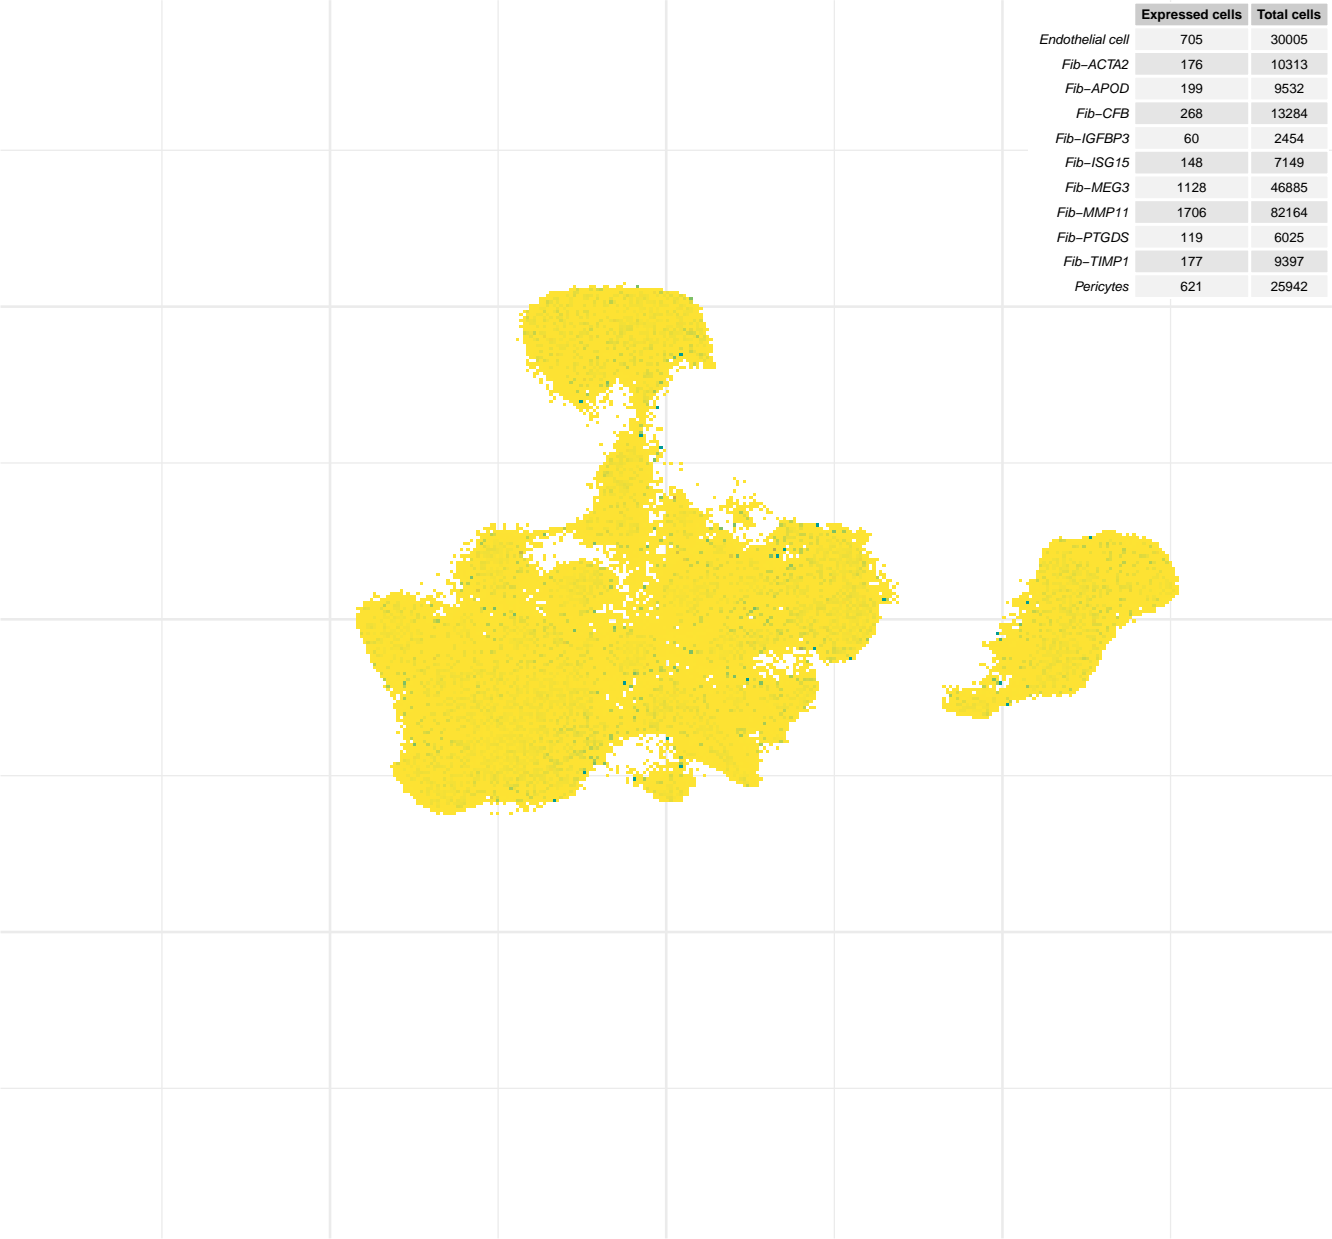 Expressed cells Total cells
Endothelial cell 705 30005
Fib−ACTA2 176 10313
Fib−APOD 199 9532
Fib−CFB 268 13284
Fib−IGFBP3 60 2454
Fib−ISG15 148 7149
Fib−MEG3 1128 46885
Fib−MMP11 1706 82164
Fib−PTGDS 119 6025
Fib−TIMP1 177 9397
Pericytes 621 25942